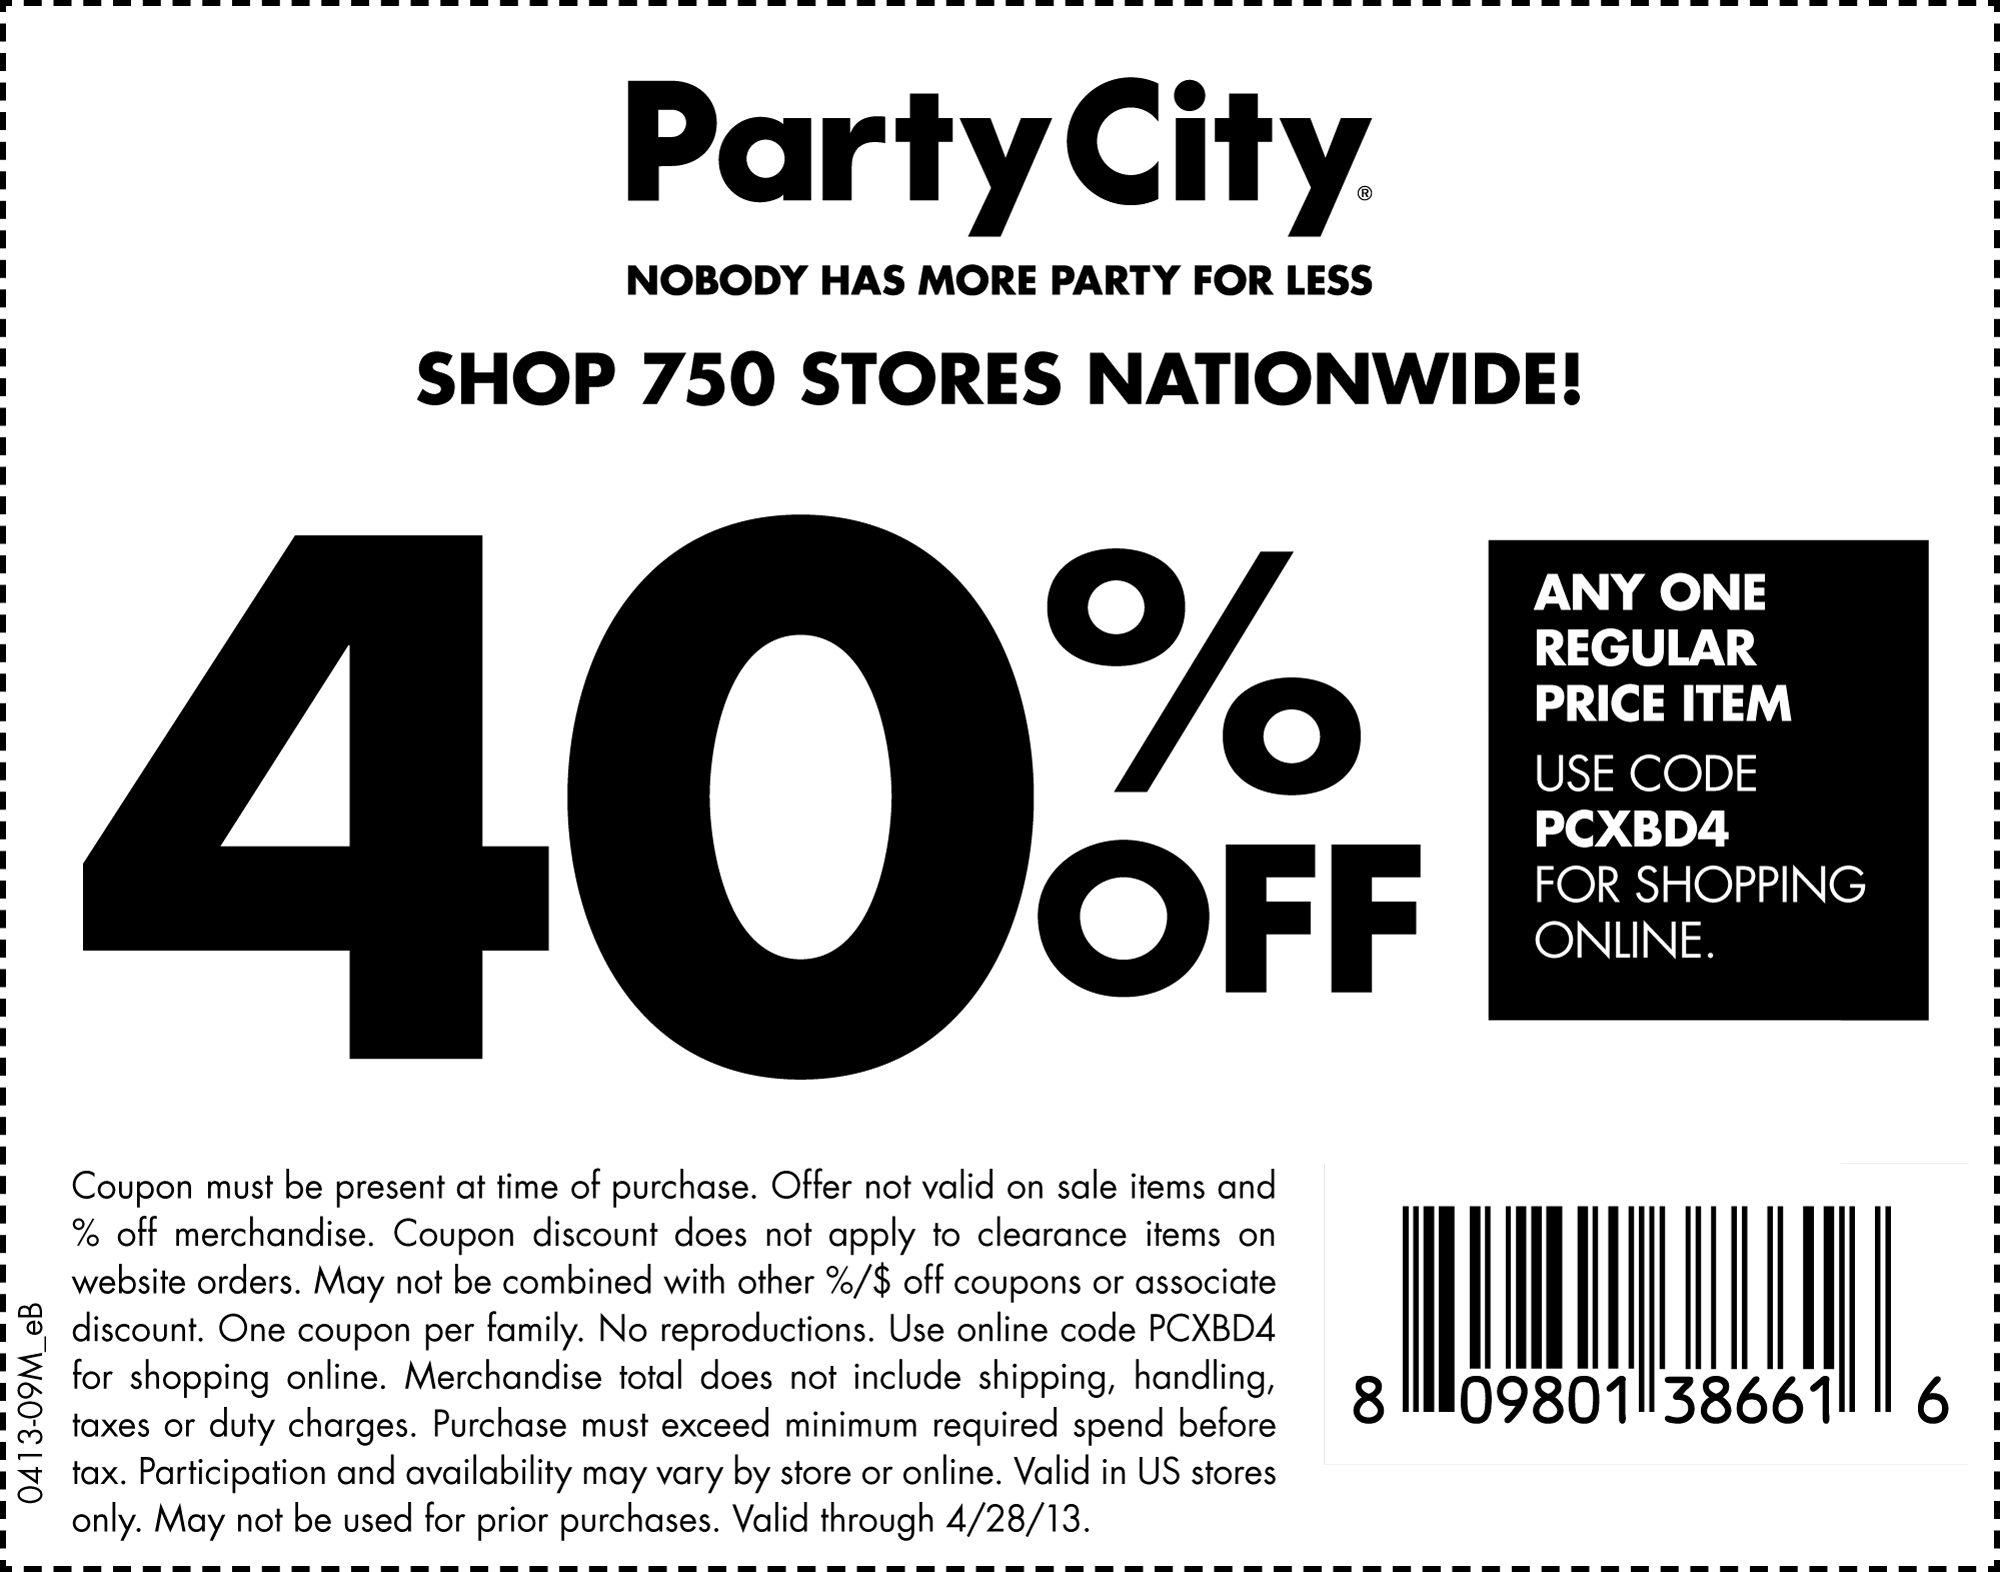 PartyCity®
NOBODY HAS MORE PARTY FOR LESS
SHOP 750 STORES NATIONWIDE!
40% OFF
ANY ONE
REGULAR
PRICE ITEM
USE CODE
PCXBD4
FOR SHOPPING
ONLINE.
Coupon must be present at time of purchase. Offer not valid on sale items and
% off merchandise. Coupon discount does not apply to clearance items on
website orders. May not be combined with other %/$ off coupons or associate
discount. One coupon per family. No reproductions. Use online code PCXBD4
for shopping online. Merchandise total does not include shipping, handling,
taxes or duty charges. Purchase must exceed minimum required spend before
tax. Participation and availability may vary by store or online. Valid in US stores
only. May not be used for prior purchases. Valid through 4/28/13.
0413-09M_eB
8 09801 38661 6